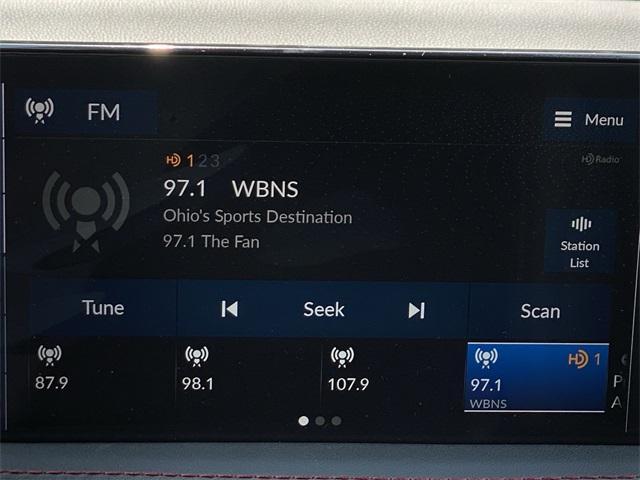 FM
Menu
HD 1 2 3
HD Radio
97.1 WBNS
Ohio's Sports Destination
97.1 The Fan
Station
List
Tune
Seek
Scan
87.9
98.1
107.9
HD 1
97.1
WBNS
P
A